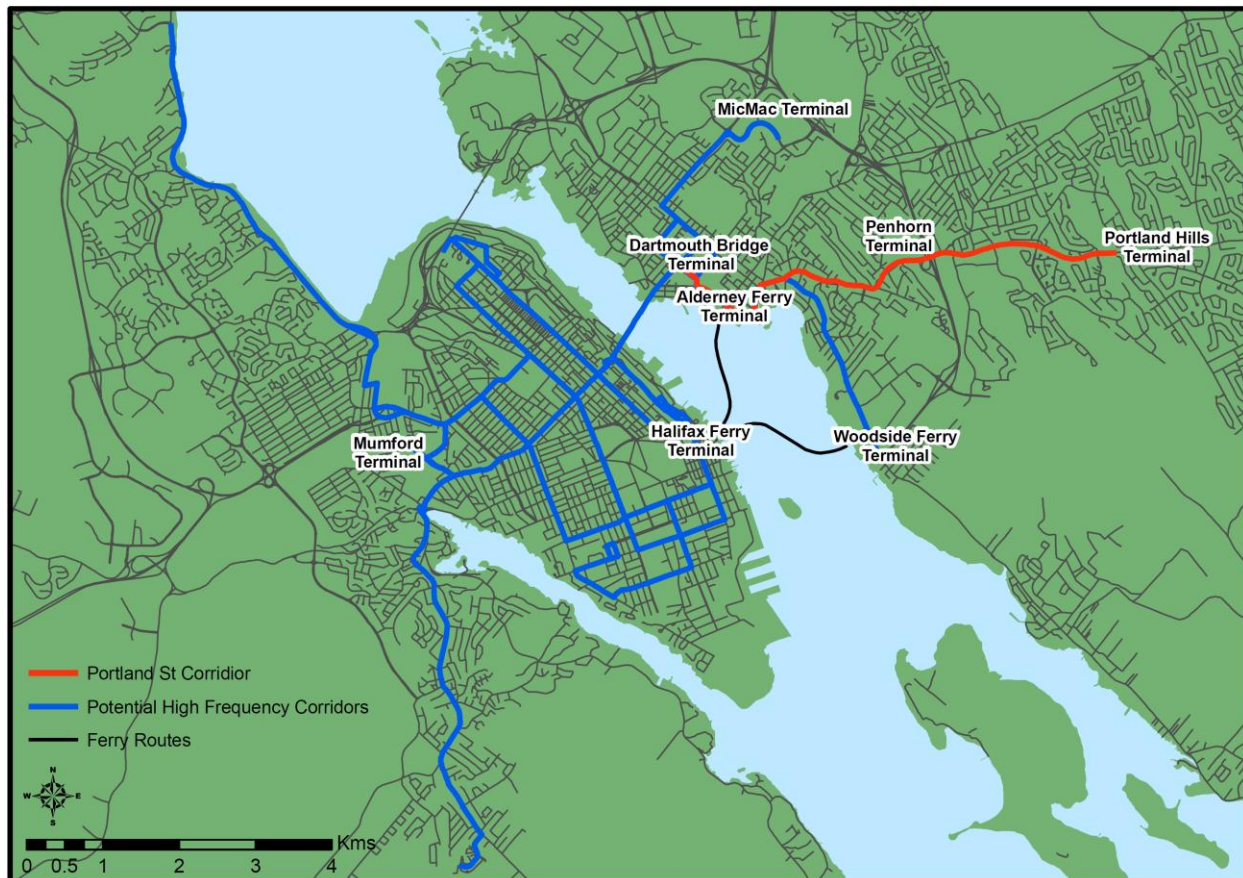 MicMac Terminal
Penhorn
Terminal
Portland Hills
Terminal
Dartmouth Bridge
Terminal
Alderney Ferry
Terminal
Mumford
Terminal
Halifax Ferry
Terminal
Woodside Ferry
Terminal
Portland St Corridior
Potential High Frequency Corridors
Ferry Routes
N
W E
S
Kms
0 0.5 1 2 3 4